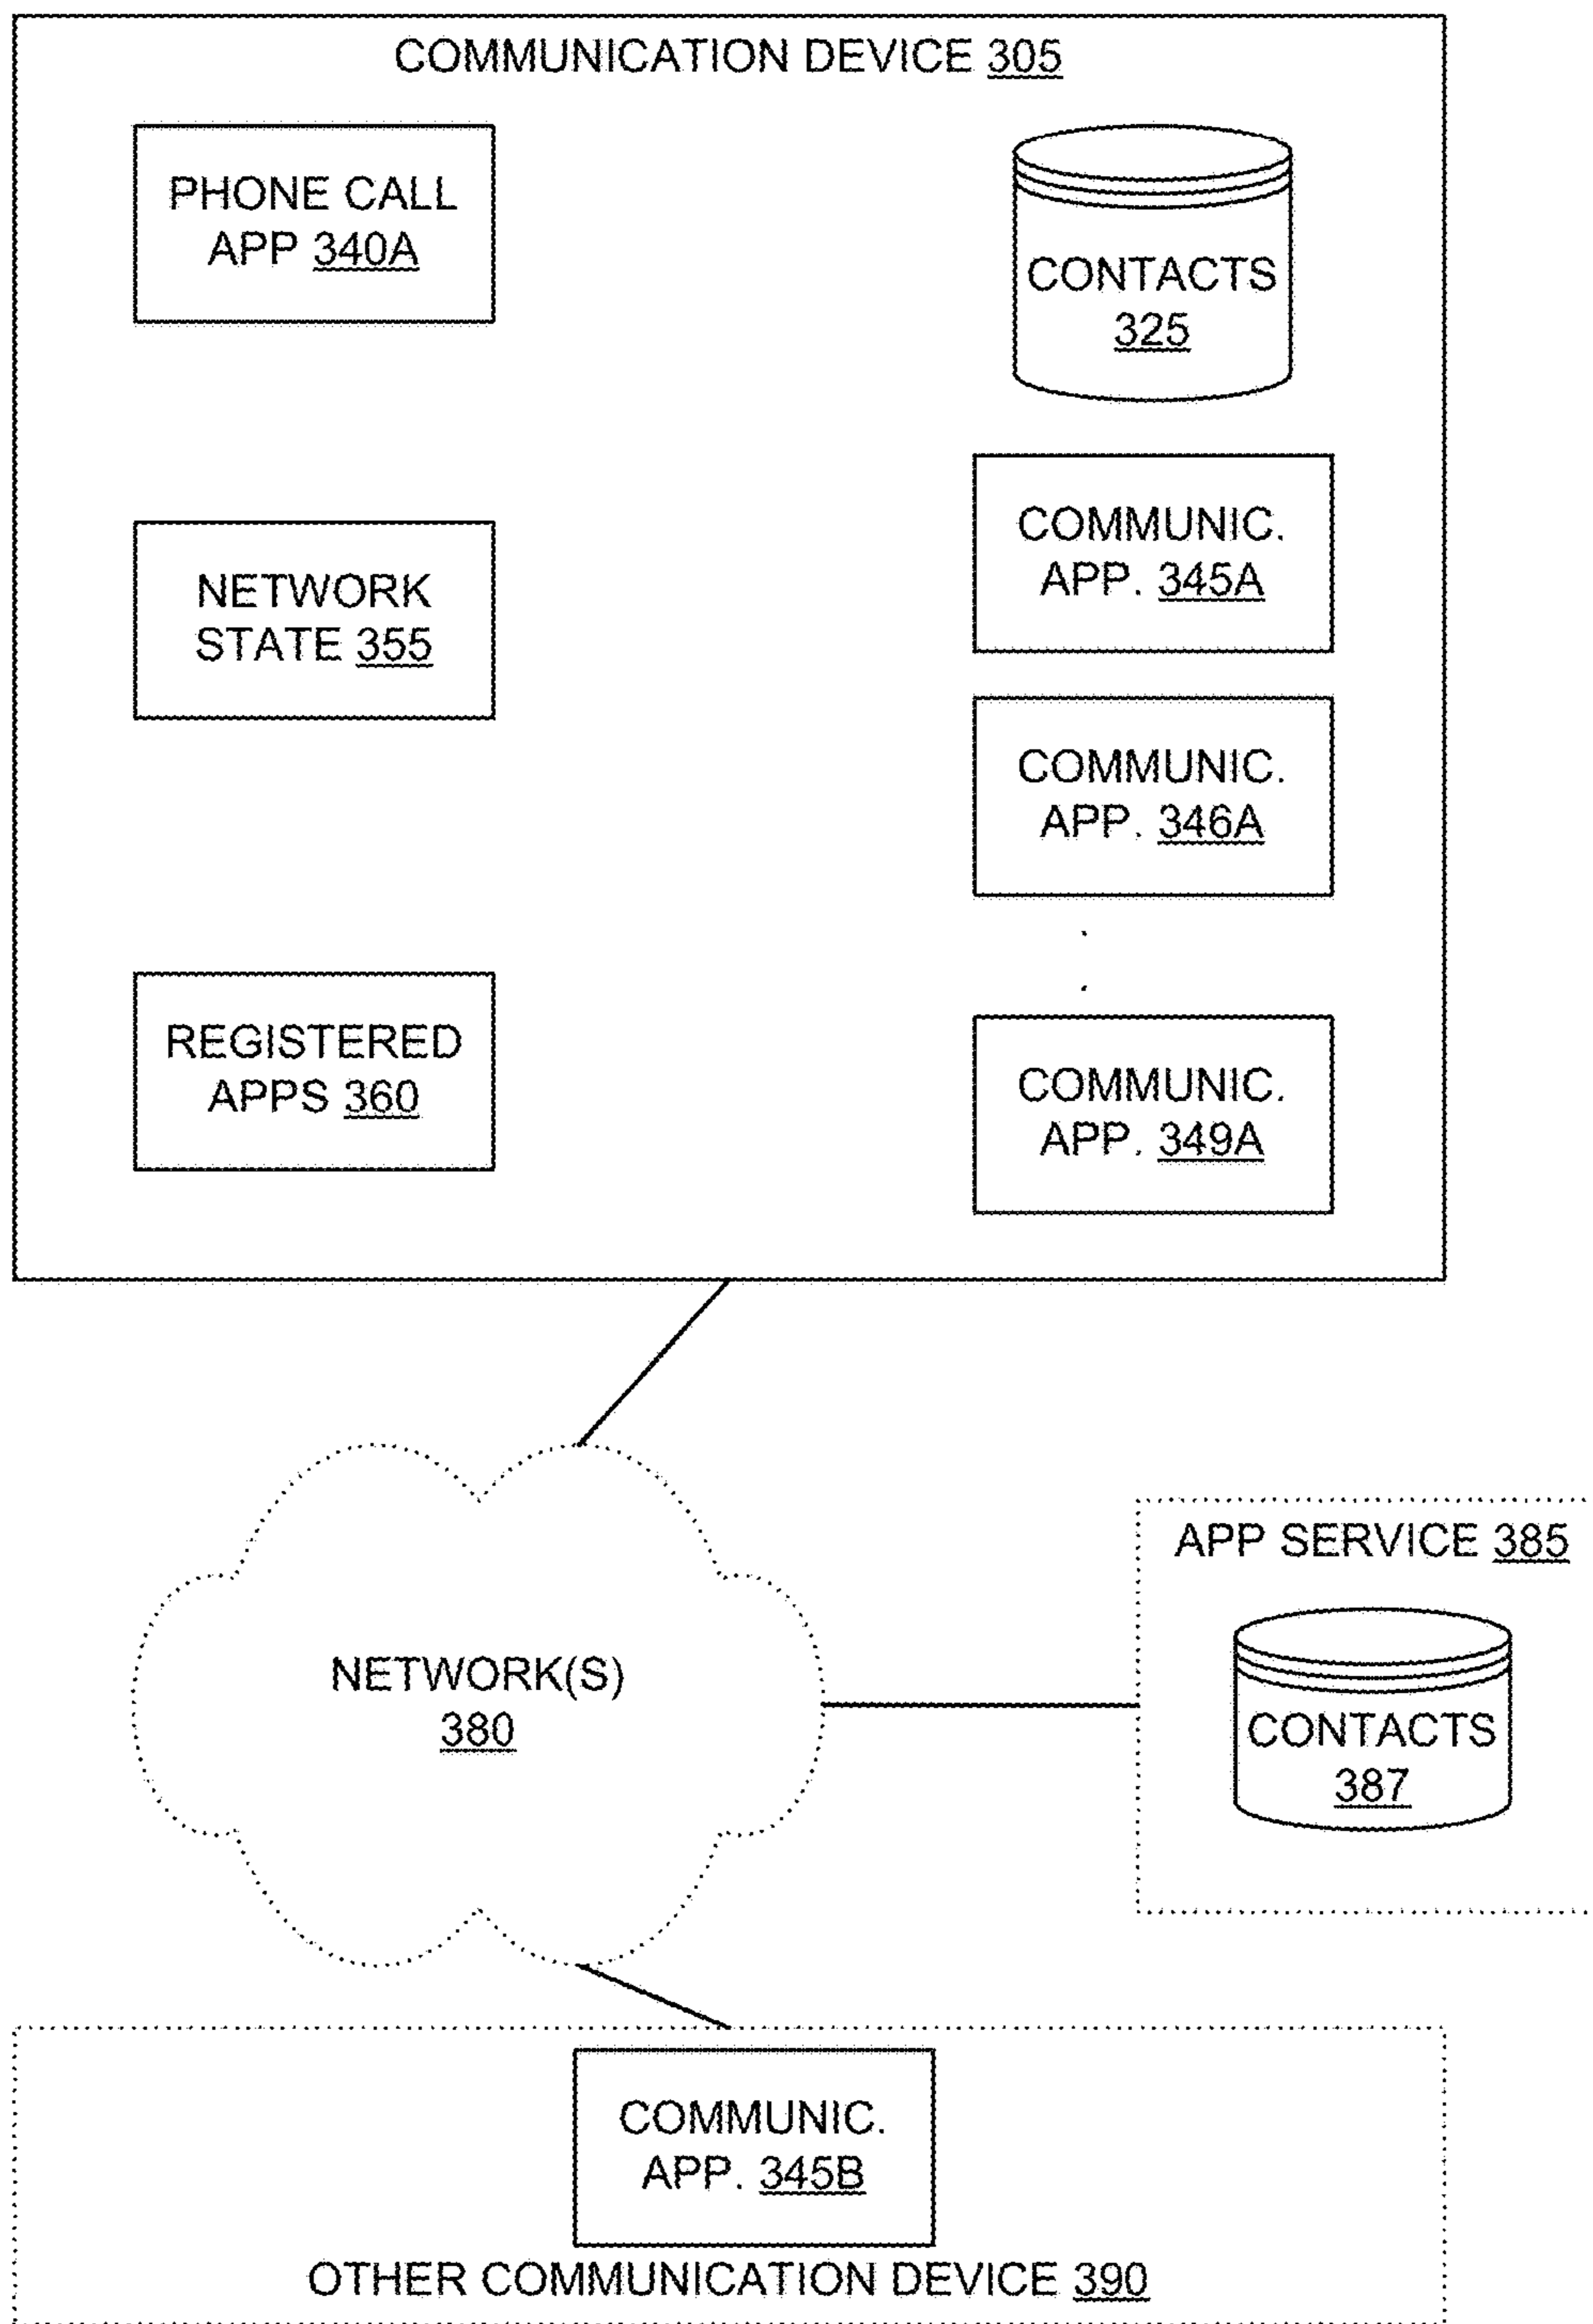 COMMUNICATION DEVICE 305
PHONE CALL
APP 340A
CONTACTS
325
NETWORK
STATE 355
COMMUNIC.
APP. 345A
COMMUNIC.
APP. 346A
REGISTERED
APPS 360
COMMUNIC.
APP. 349A
NETWORK(S)
380
APP SERVICE 385
CONTACTS
387
COMMUNIC.
APP. 345B
OTHER COMMUNICATION DEVICE 390